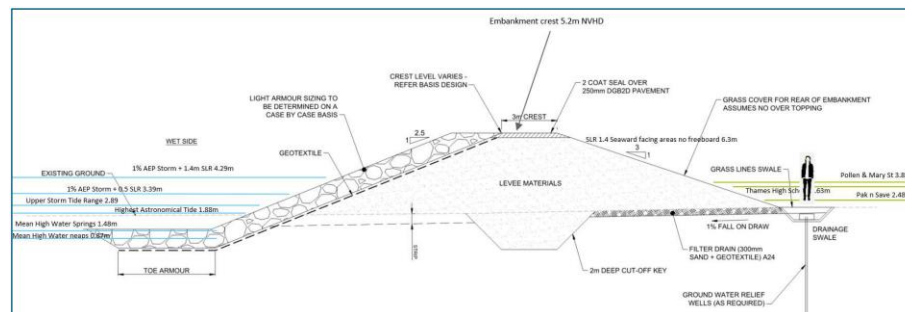 Embankment crest 5.2m NVHD
CREST LEVEL VARIES -
REFER BASIS DESIGN
2 COAT SEAL OVER
250mm DGB2D PAVEMENT
LIGHT ARMOUR SIZING TO
BE DETERMINED ON A
CASE BY CASE BASIS
GRASS COVER FOR REAR OF EMBANKMENT
ASSUMES NO OVER TOPPING
3m CREST
SLR 1.4 Seaward facing areas no freeboard 6.3m
2.5
1
3
1
WET SIDE
GEOTEXTILE
1% AEP Storm + 1.4m SLR 4.29m
EXISTING GROUND
1% AEP Storm + 0.5 SLR 3.39m
Upper Storm Tide Range 2.89
Highest Astronomical Tide 1.88m
Mean High Water Springs 1.48m
Mean High Water neaps 0.87m
GRASS LINES SWALE
Pollen & Mary St 3.8
Thames High Sch .63m
Pak n Save 2.48
LEVEE MATERIALS
1% FALL ON DRAW
DRAINAGE
SWALE
STRIP
FILTER DRAIN (300mm
SAND + GEOTEXTILE) A24
TOE ARMOUR
2m DEEP CUT-OFF KEY
GROUND WATER RELIEF
WELLS (AS REQUIRED)